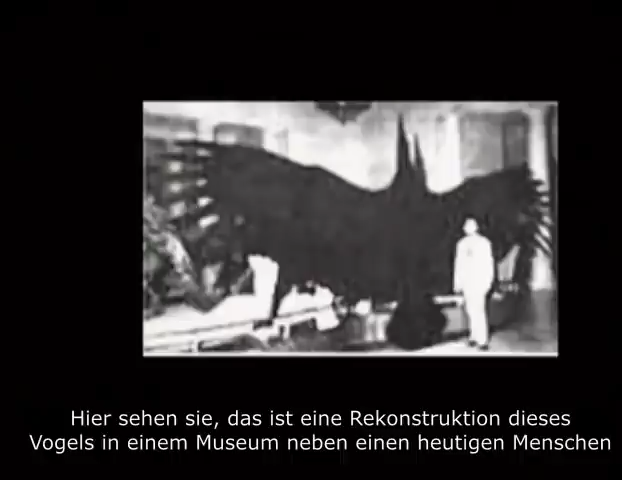 Hier sehen sie, das ist eine Rekonstruktion dieses
Vogels in einem Museum neben einen heutigen Menschen